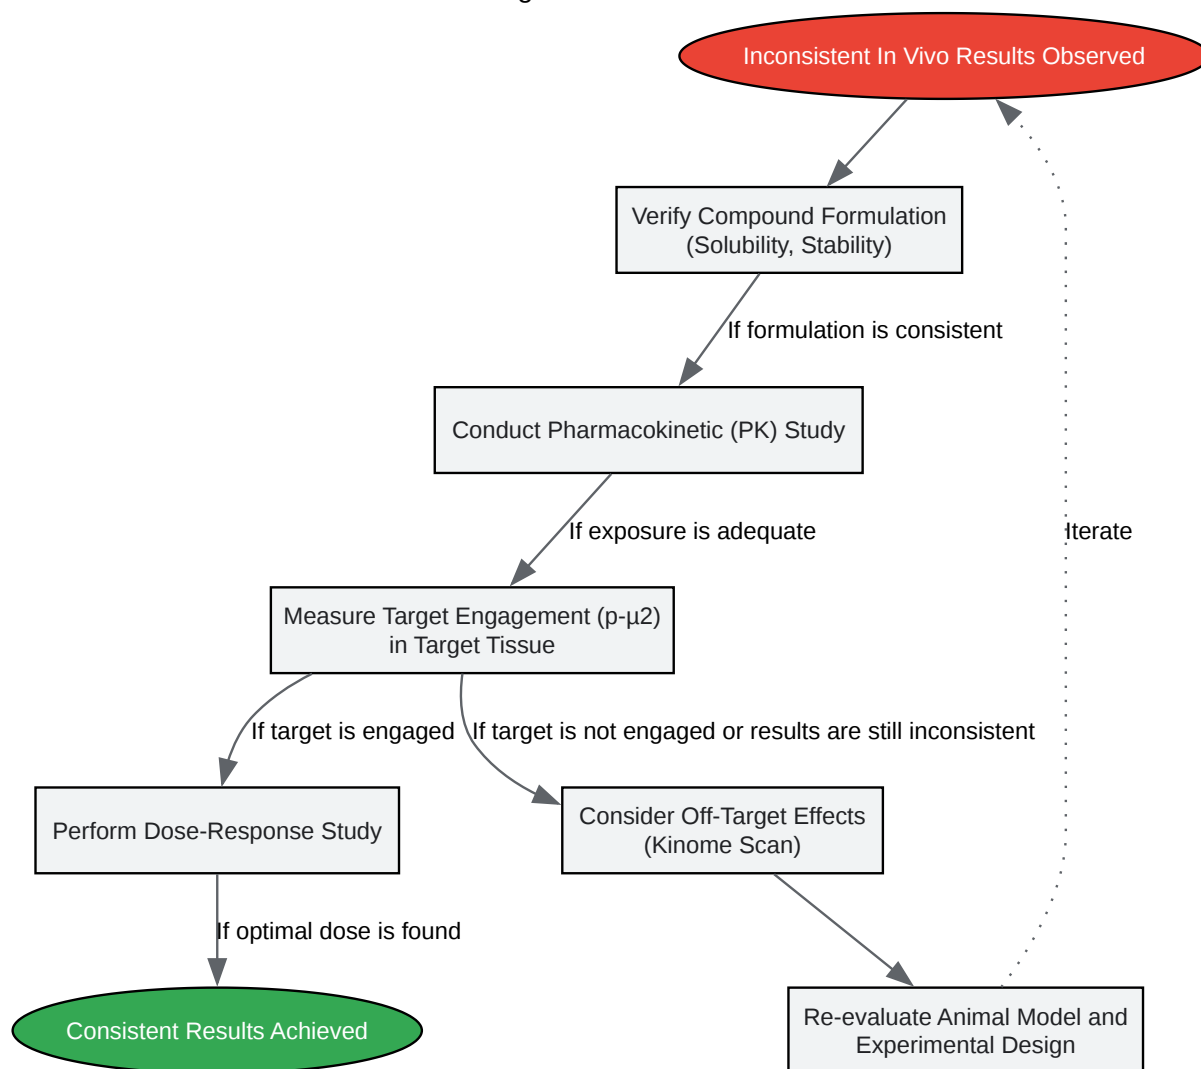 Inconsistent In Vivo Results Observed
Verify Compound Formulation
(Solubility, Stability)
If formulation is consistent
Conduct Pharmacokinetic (PK) Study
If exposure is adequate
Iterate
Measure Target Engagement (p-µ2)
in Target Tissue
If target is engaged
If target is not engaged or results are still inconsistent
Perform Dose-Response Study
Consider Off-Target Effects
(Kinome Scan)
If optimal dose is found
Consistent Results Achieved
Re-evaluate Animal Model and
Experimental Design